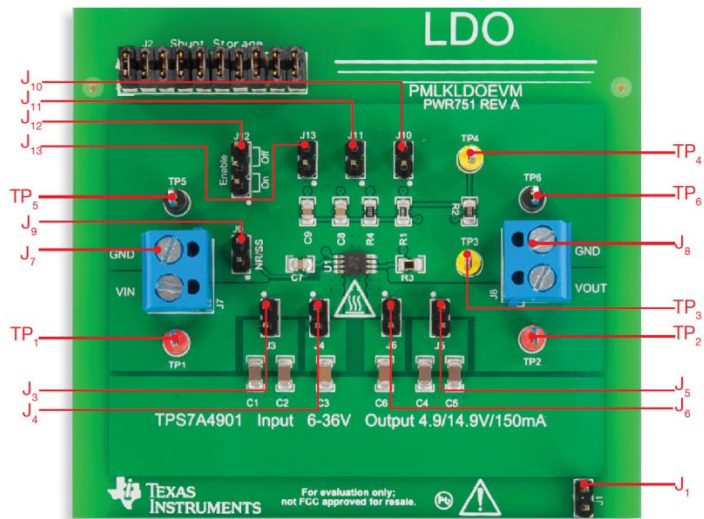 LDO
J2 Shunt Storage
PMLKLDOEVM
PWR751 REV A
J10
J11
J12
J13
TP5
J9
J7
TP1
J3
J4
TP4
TP6
J8
TP3
TP2
J5
J6
J1
J12
Enable
Off
On
J13
J11
J10
TP4
TP5
TP6
C9
C8
R4
R1
R2
GND
VIN
J7
NR/SS
C7
U1
R3
TP3
J8
GND
VOUT
TP1
J3
J4
J6
J5
TP2
C1
C2
C3
C6
C4
C5
TPS7A4901 Input 6-36V Output 4.9/14.9V/150mA
TEXAS
INSTRUMENTS
For evaluation only;
not FCC approved for resale.
J1